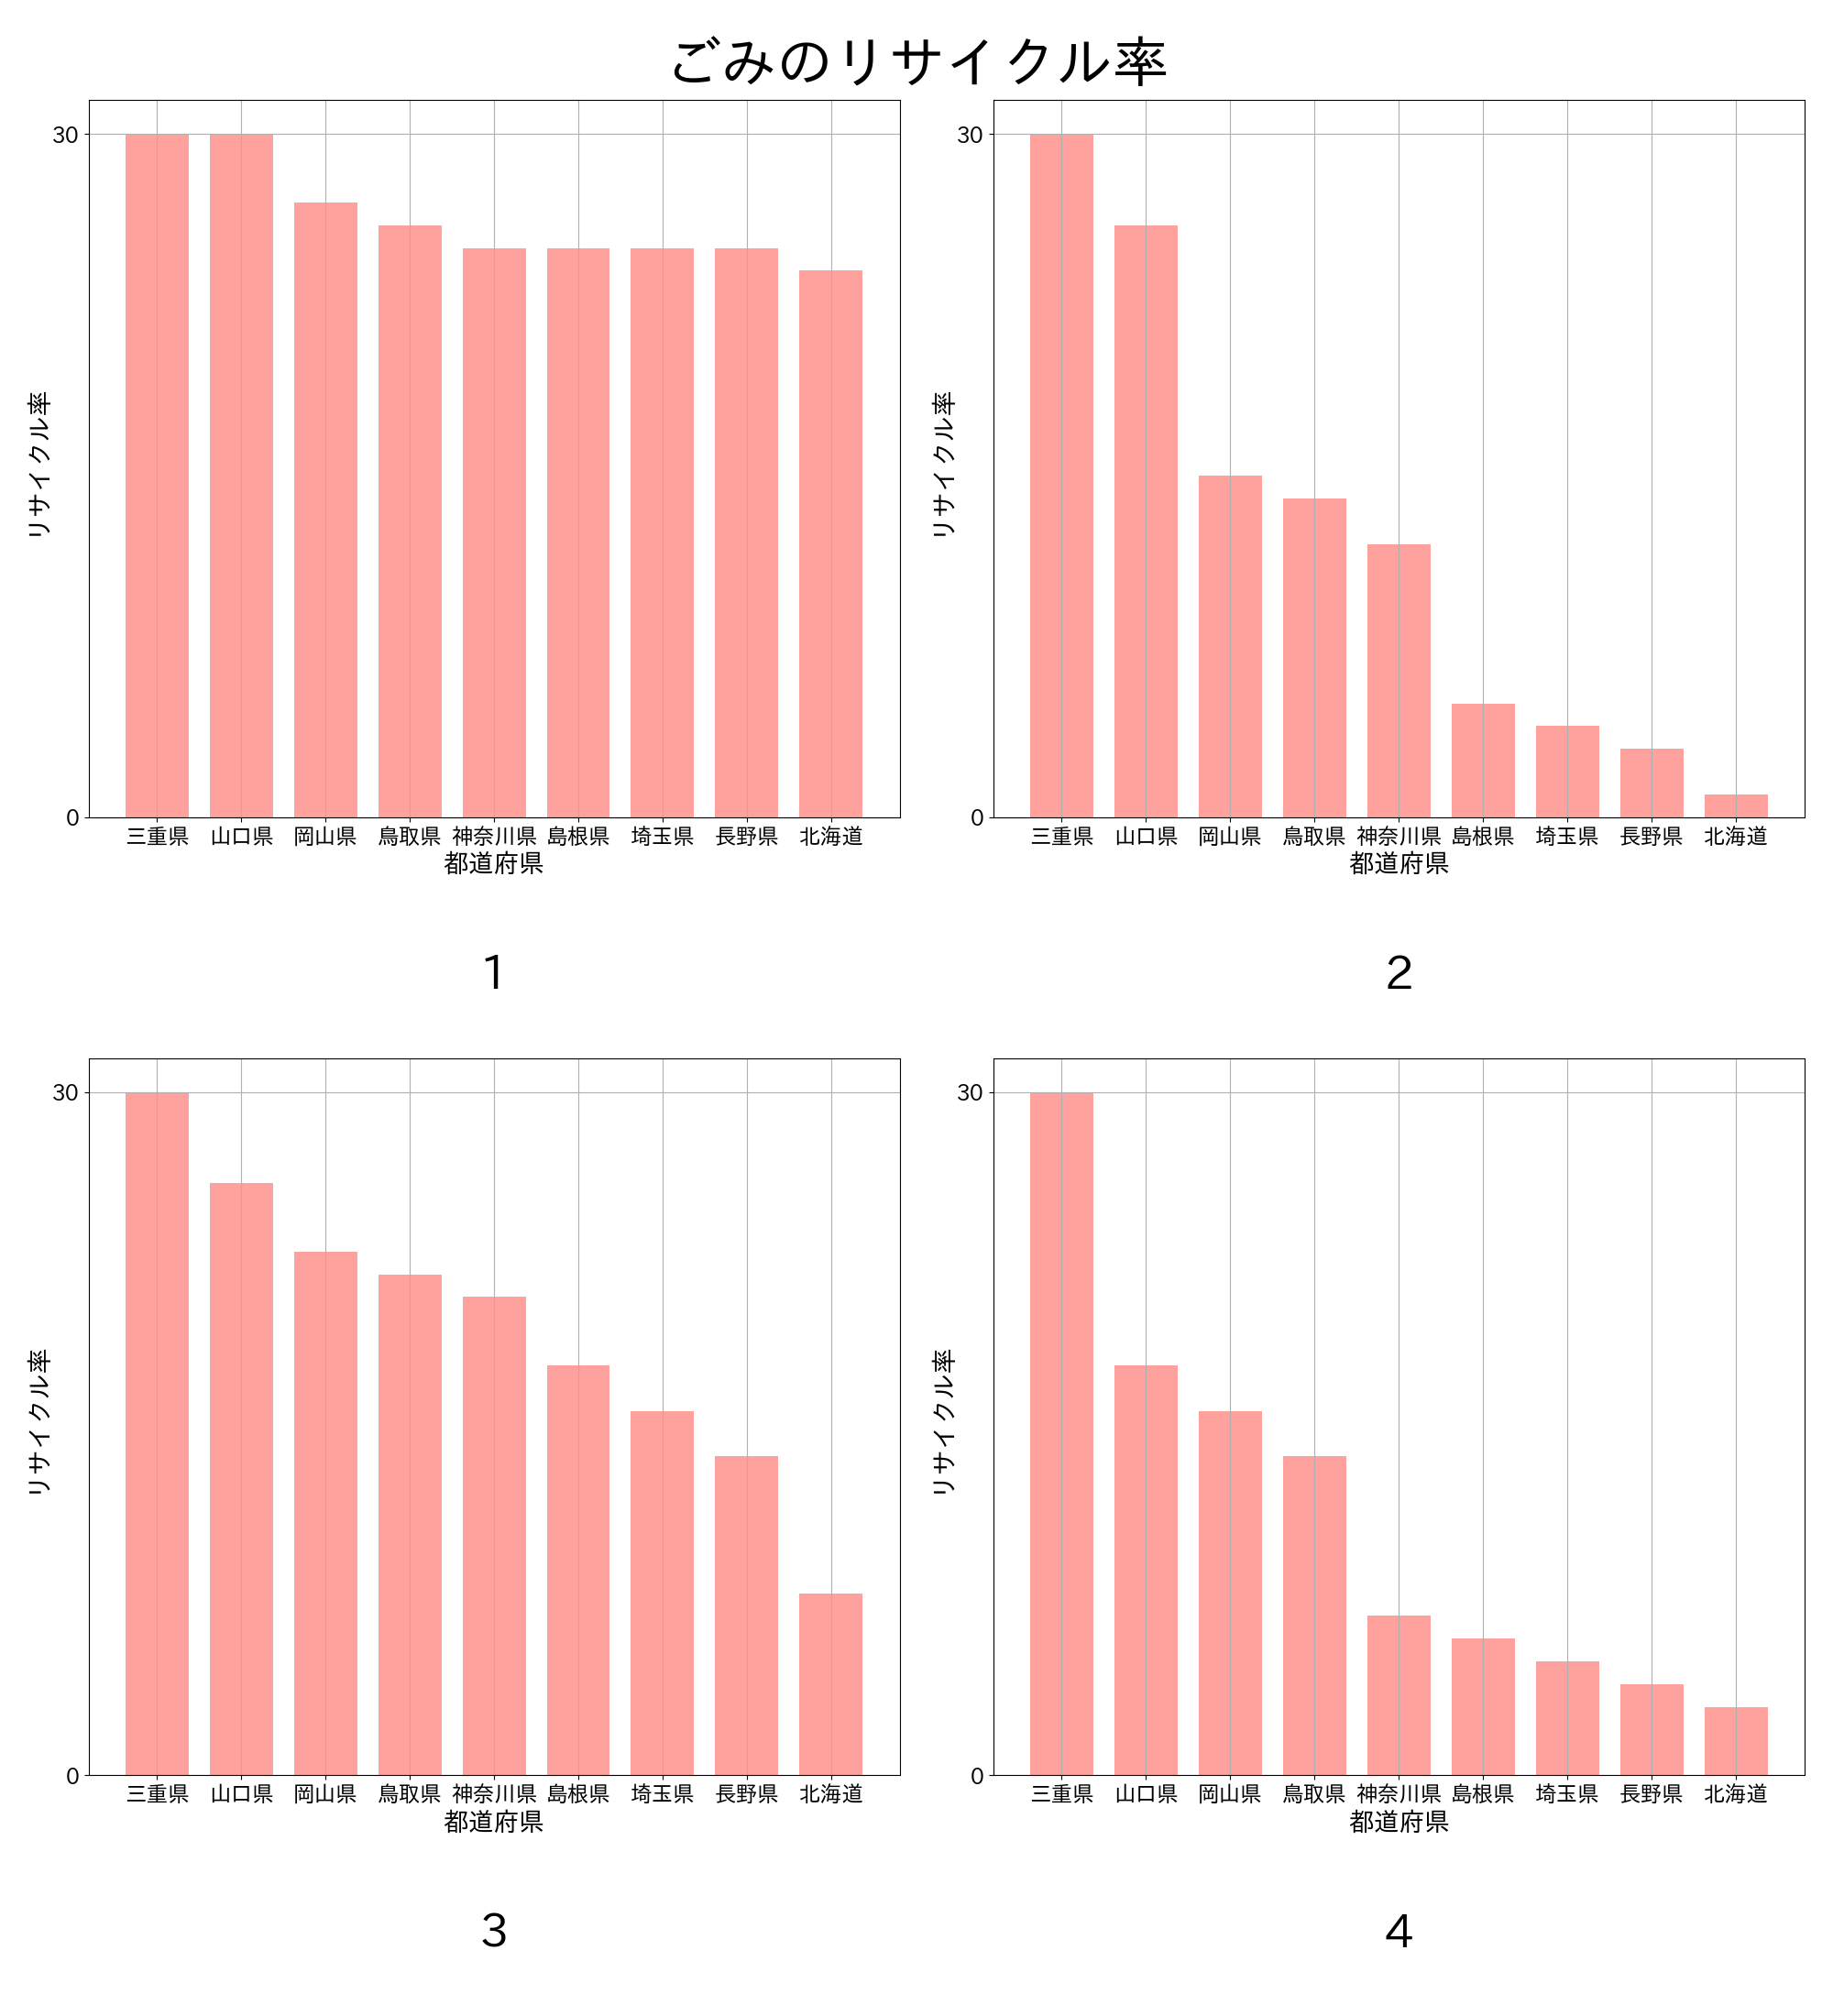 ごみのリサイクル率
30
0
リサイクル率
三重県 山口県 岡山県 鳥取県 神奈川県 島根県 埼玉県 長野県 北海道
都道府県
1
30
0
リサイクル率
三重県 山口県 岡山県 鳥取県 神奈川県 島根県 埼玉県 長野県 北海道
都道府県
2
30
0
リサイクル率
三重県 山口県 岡山県 鳥取県 神奈川県 島根県 埼玉県 長野県 北海道
都道府県
3
30
0
リサイクル率
三重県 山口県 岡山県 鳥取県 神奈川県 島根県 埼玉県 長野県 北海道
都道府県
4